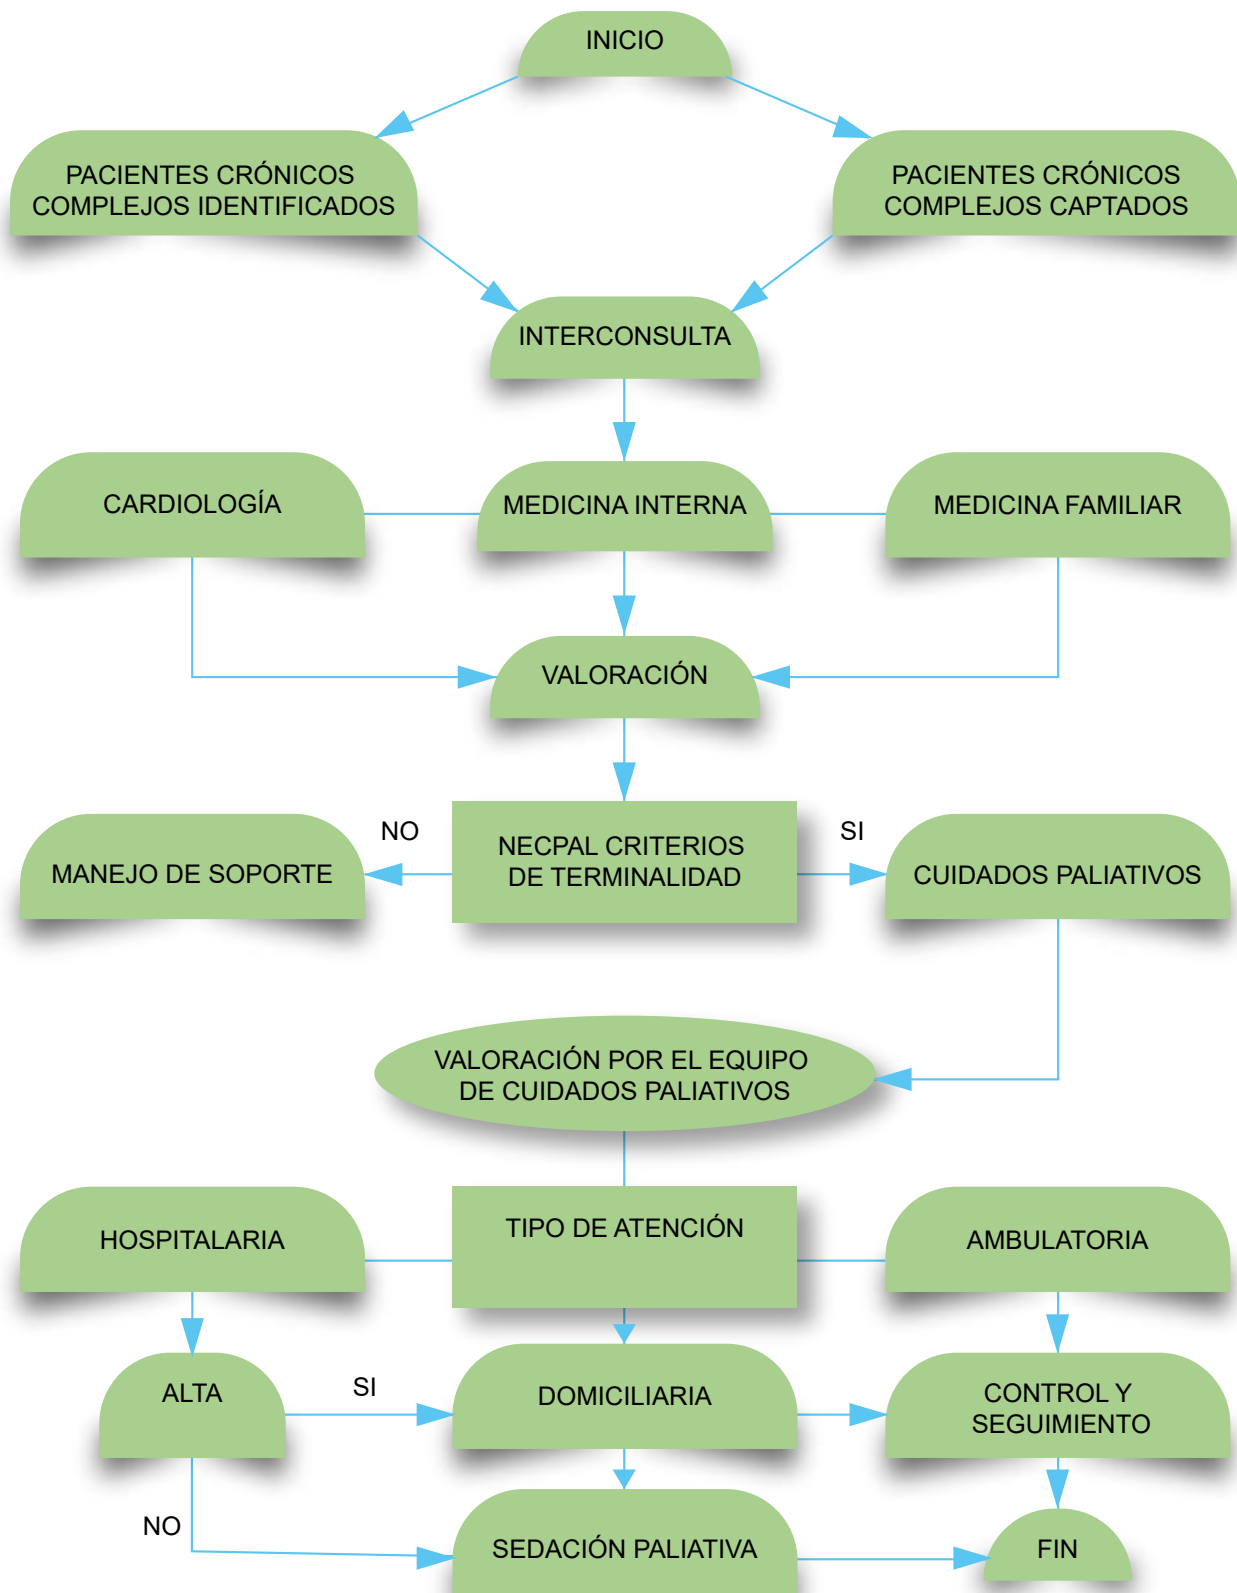 INICIO
PACIENTES CRÓNICOS
COMPLEJOS IDENTIFICADOS
PACIENTES CRÓNICOS
COMPLEJOS CAPTADOS
INTERCONSULTA
CARDIOLOGÍA
MEDICINA INTERNA
MEDICINA FAMILIAR
VALORACIÓN
NO
NECPAL CRITERIOS
DE TERMINALIDAD
SI
MANEJO DE SOPORTE
CUIDADOS PALIATIVOS
VALORACIÓN POR EL EQUIPO
DE CUIDADOS PALIATIVOS
HOSPITALARIA
TIPO DE ATENCIÓN
AMBULATORIA
ALTA
SI
DOMICILIARIA
CONTROL Y
SEGUIMIENTO
NO
SEDACIÓN PALIATIVA
FIN